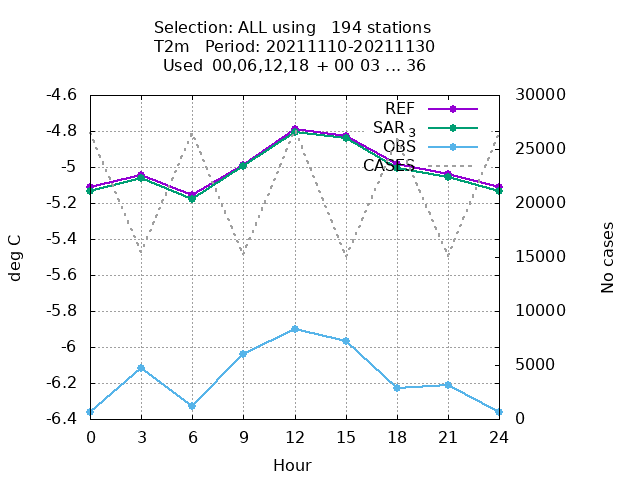 Selection: ALL using 194 stations
T2m Period: 20211110-20211130
Used 00,06,12,18 + 00 03 ... 36
-4.6
-4.8
-5
-5.2
-5.4
-5.6
-5.8
-6
-6.2
-6.4
deg C
REF
SAR3
OBS
CASES
30000
25000
20000
15000
10000
5000
0
No cases
0 3 6 9 12 15 18 21 24
Hour